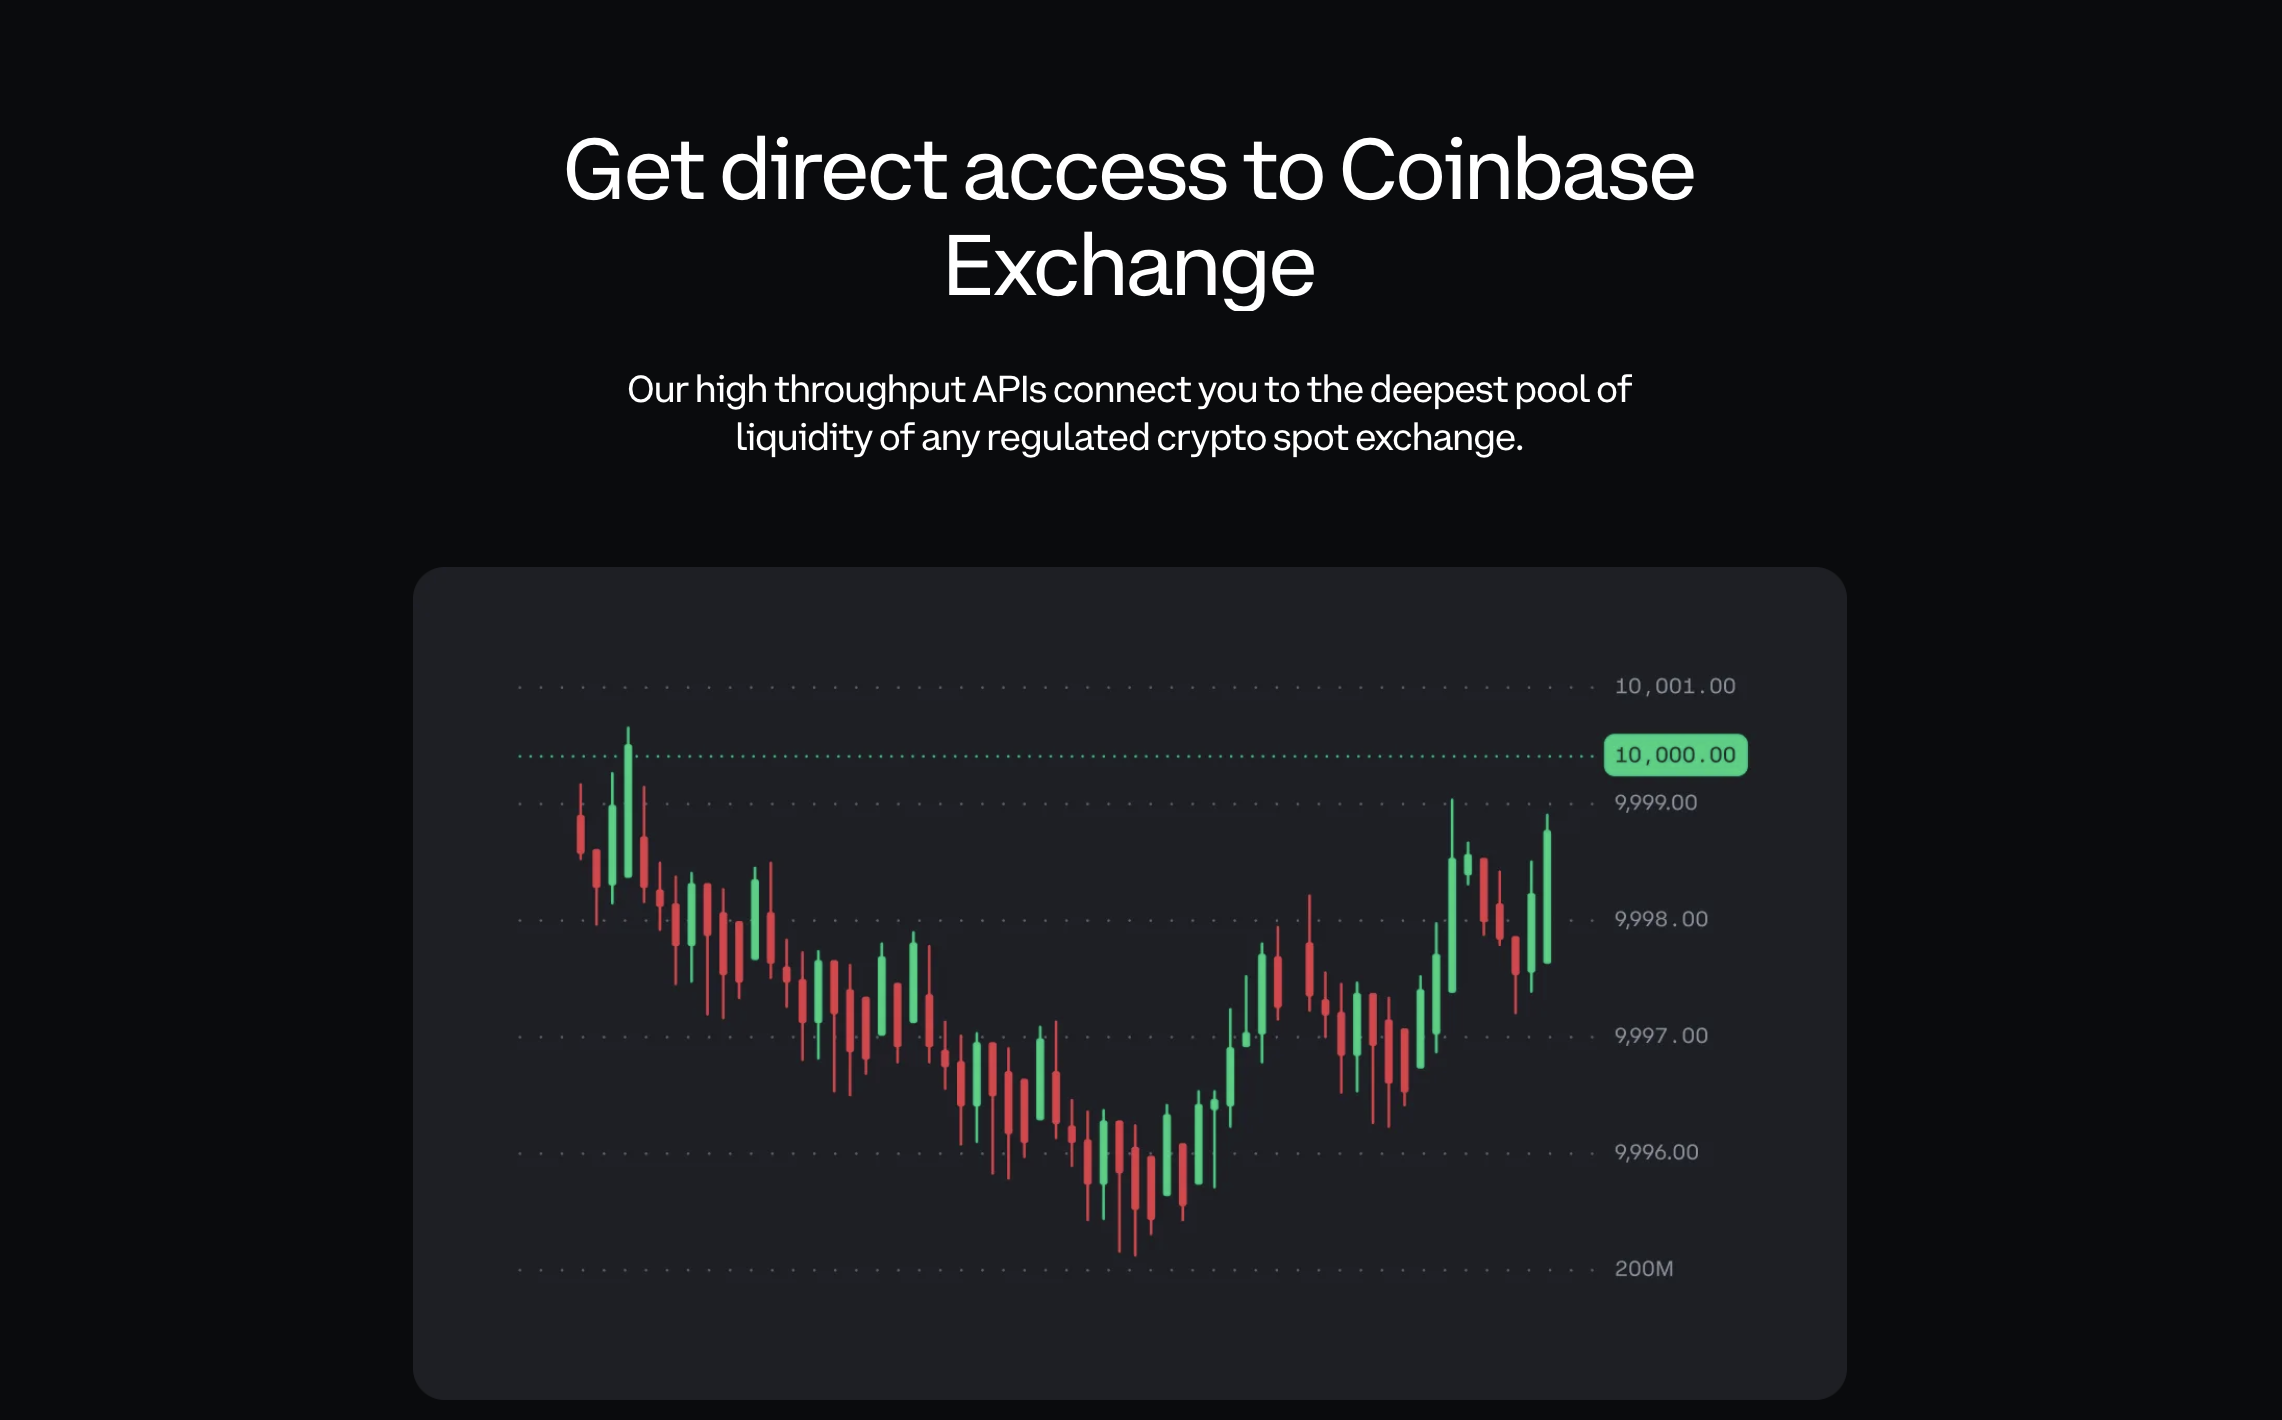 Get direct access to Coinbase
Exchange
Our high throughput APIs connect you to the deepest pool of
liquidity of any regulated crypto spot exchange.
10,001.00
10,000.00
9,999.00
9,998.00
9,997.00
9,996.00
200M